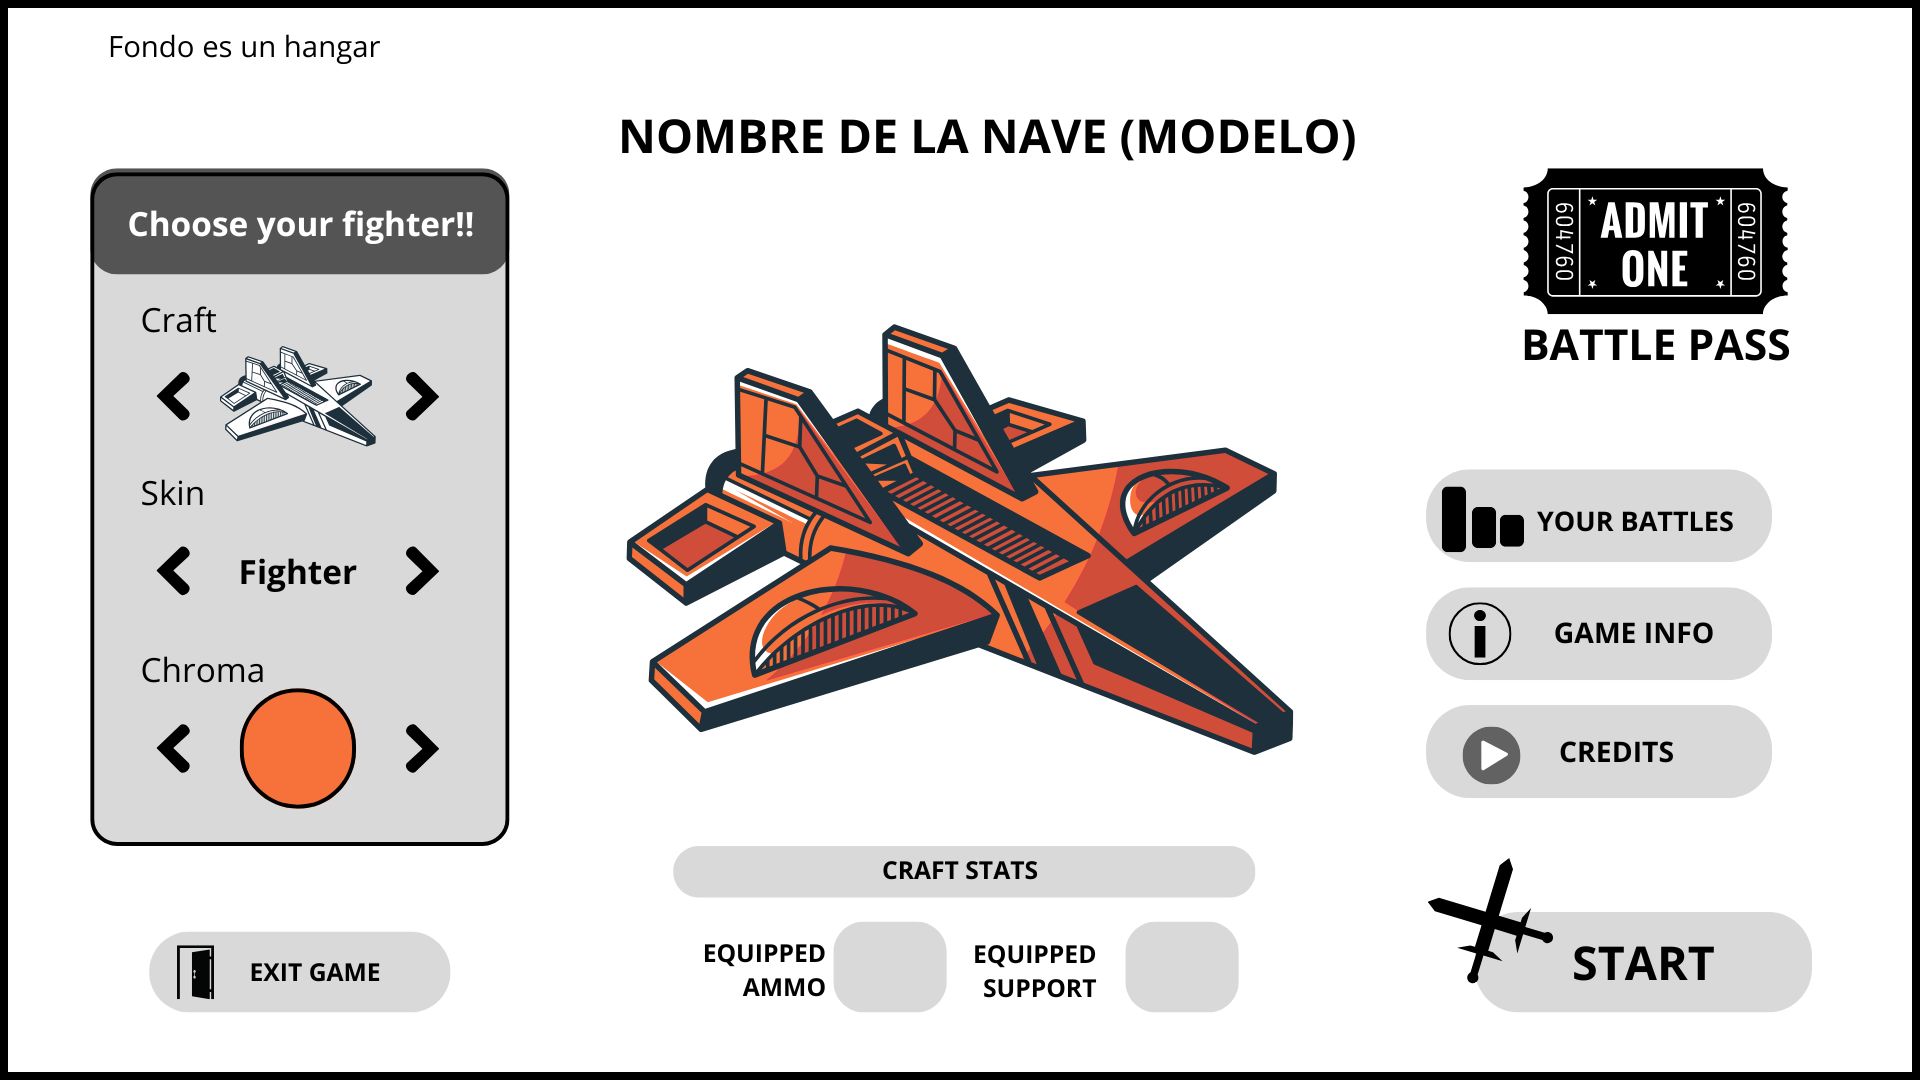 Fondo es un hangar
NOMBRE DE LA NAVE (MODELO)
Choose your fighter!!
Craft
Skin
Fighter
Chroma
EXIT GAME
CRAFT STATS
EQUIPPED
AMMO
EQUIPPED
SUPPORT
604760
ADMIT
ONE
604760
BATTLE PASS
YOUR BATTLES
GAME INFO
CREDITS
START